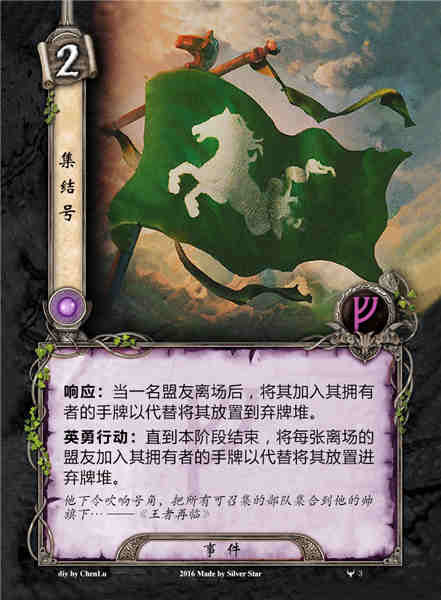 2
集结号
响应：当一名盟友离场后，将其加入其拥有
者的手牌以代替将其放置到弃牌堆。
英勇行动：直到本阶段结束，将每张离场的
盟友加入其拥有者的手牌以代替将其放置进
弃牌堆。
他下令吹响号角，把所有可召集的部队集合到他的帅
旗下… ——《王者再临》
事件
diy by ChenLu 2016 Made by Silver Star 3